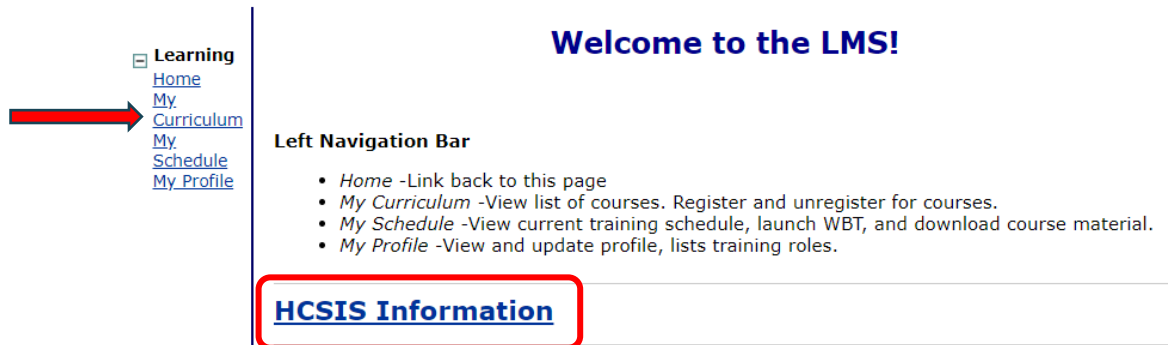 Learning
Home
My
Curriculum
My
Schedule
My Profile
Welcome to the LMS!
Left Navigation Bar
• Home -Link back to this page
• My Curriculum -View list of courses. Register and unregister for courses.
• My Schedule -View current training schedule, launch WBT, and download course material.
• My Profile -View and update profile, lists training roles.
HCSIS Information